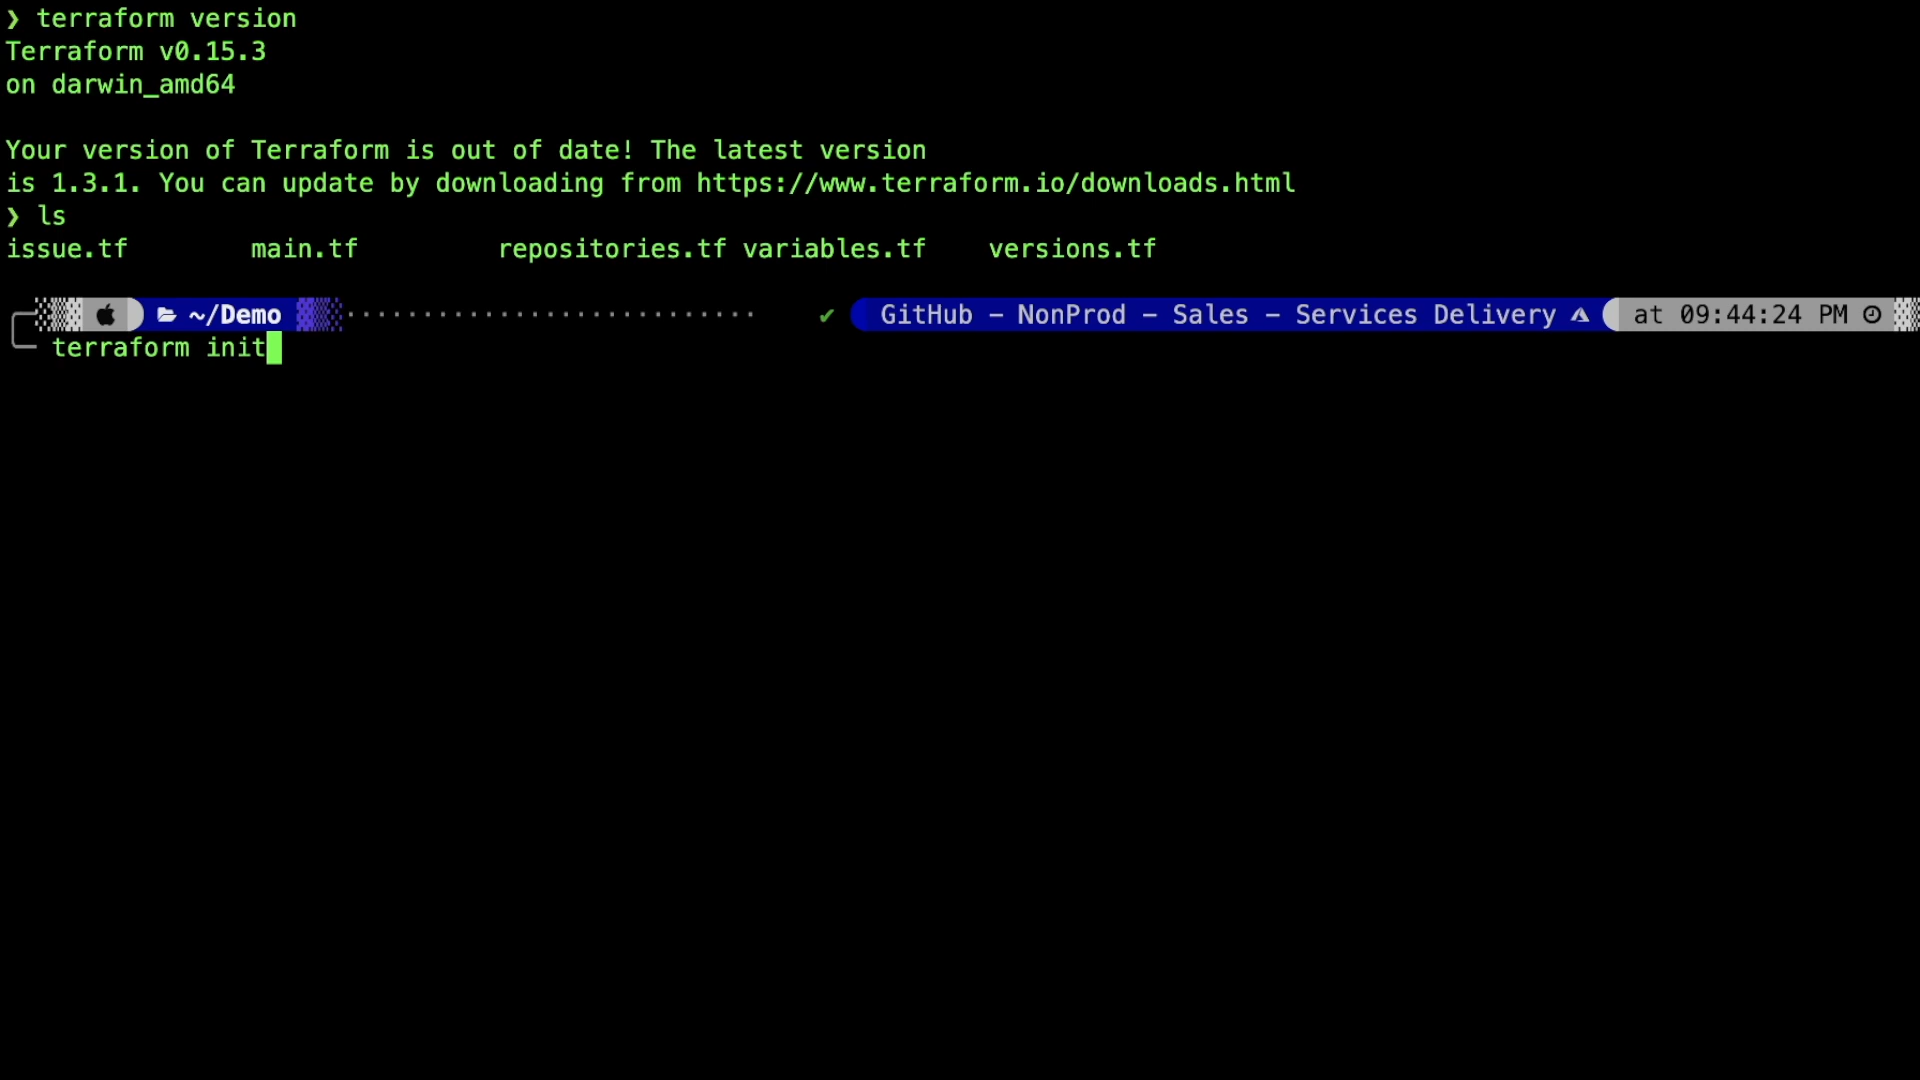 ❯ terraform version
Terraform v0.15.3
on darwin_amd64
Your version of Terraform is out of date! The latest version
is 1.3.1. You can update by downloading from https://www.terraform.io/downloads.html
❯ ls
issue.tf main.tf repositories.tf variables.tf versions.tf
~/Demo ✔ GitHub – NonProd – Sales – Services Delivery at 09:44:24 PM
terraform init